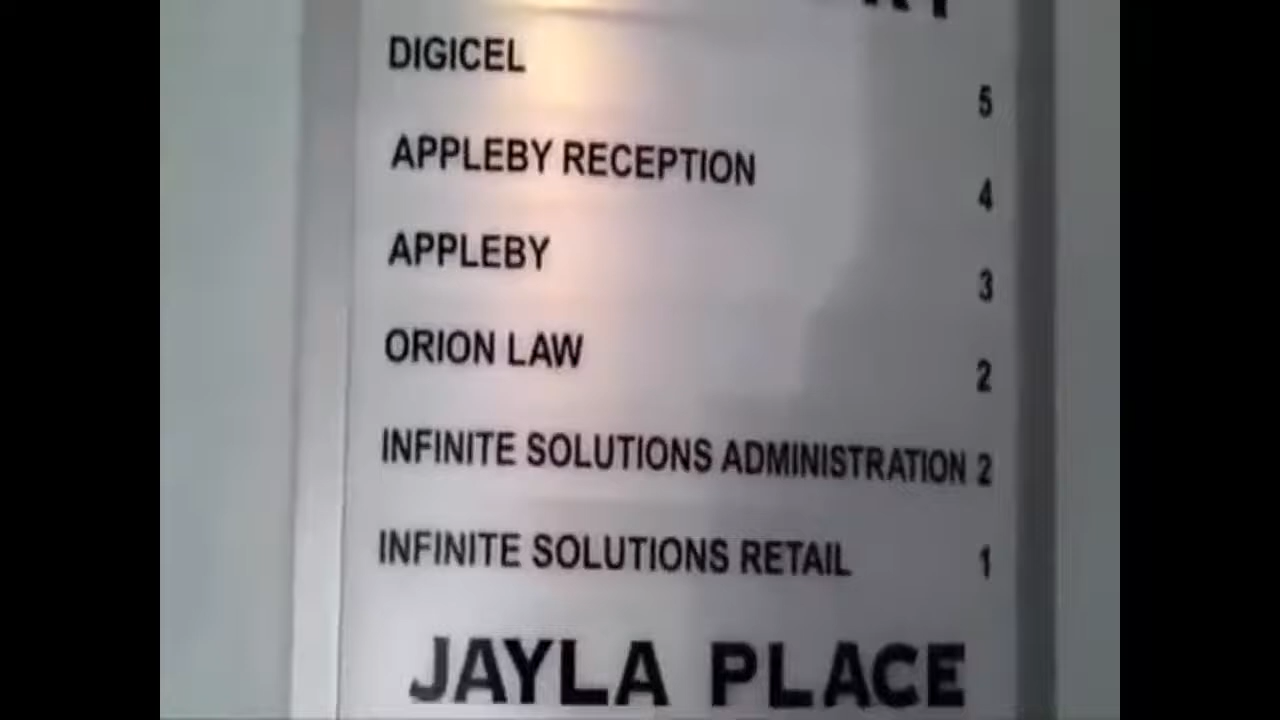 DIGICEL 5
APPLEBY RECEPTION 4
APPLEBY 3
ORION LAW 2
INFINITE SOLUTIONS ADMINISTRATION 2
INFINITE SOLUTIONS RETAIL 1
JAYLA PLACE